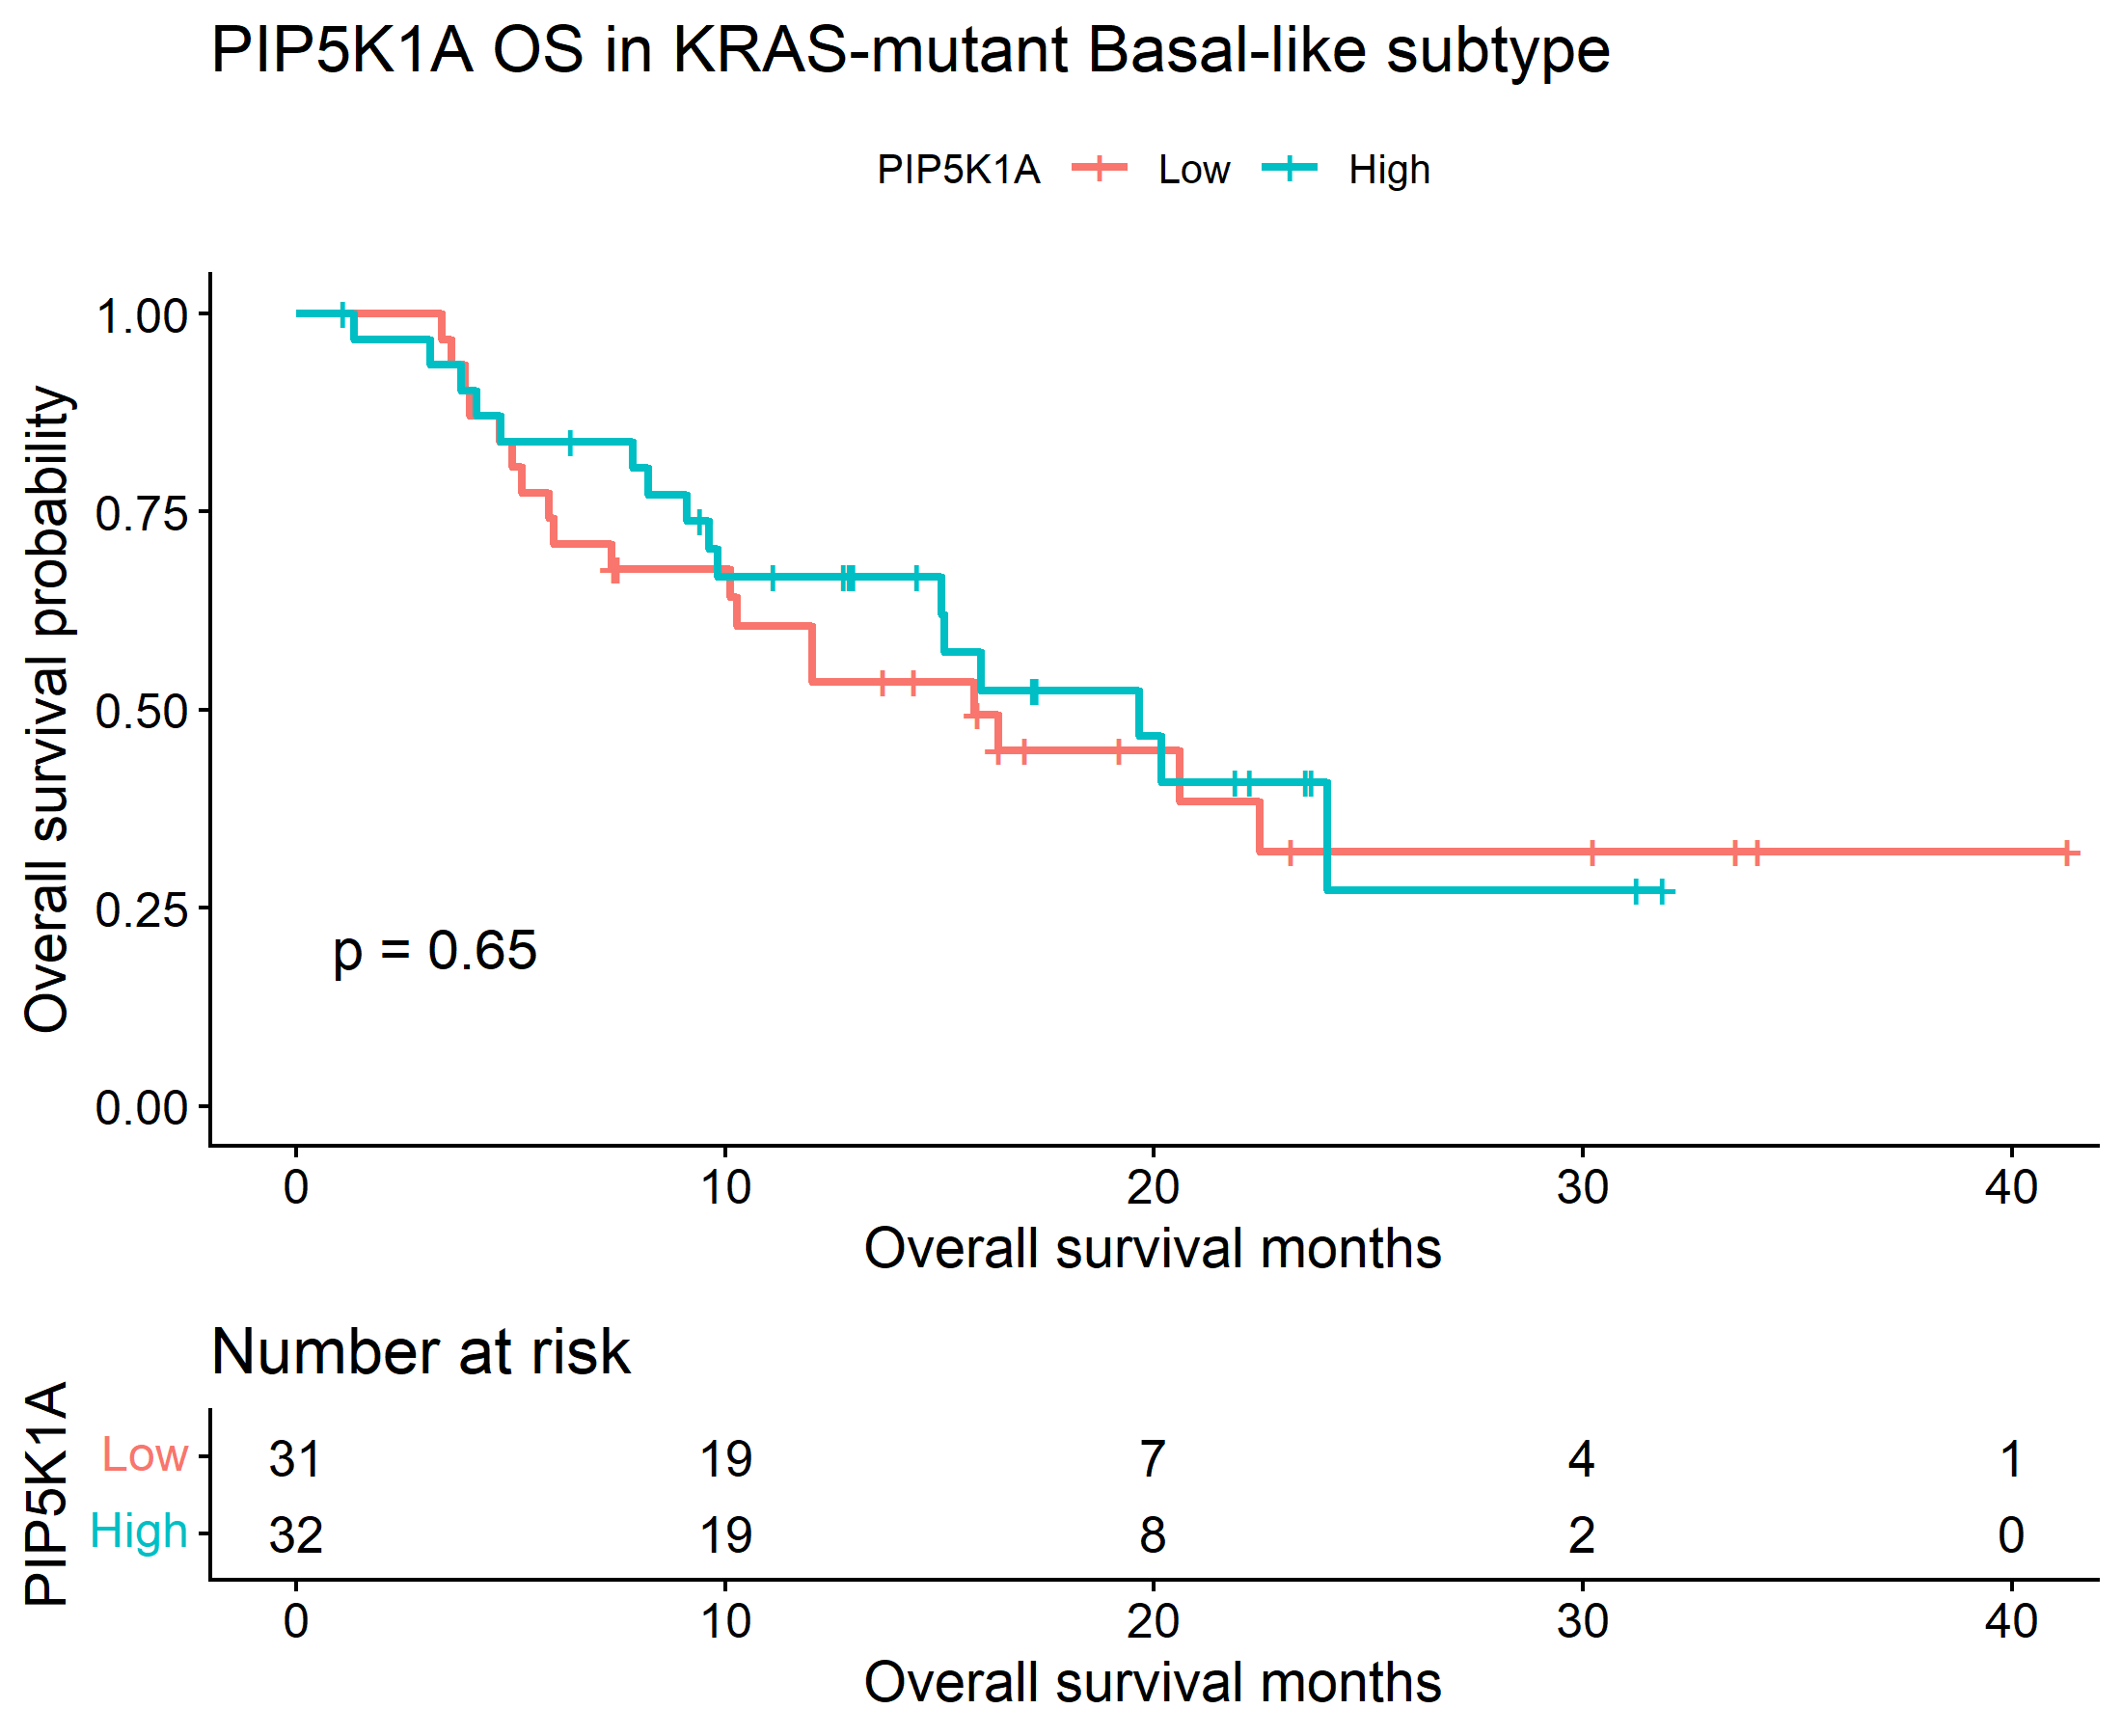 PIP5K1A OS in KRAS-mutant Basal-like subtype
PIP5K1A Low High
Overall survival probability
1.00
0.75
0.50
0.25
0.00
p = 0.65
0 10 20 30 40
Overall survival months
Number at risk
PIP5K1A
Low 31 19 7 4 1
High 32 19 8 2 0
0 10 20 30 40
Overall survival months